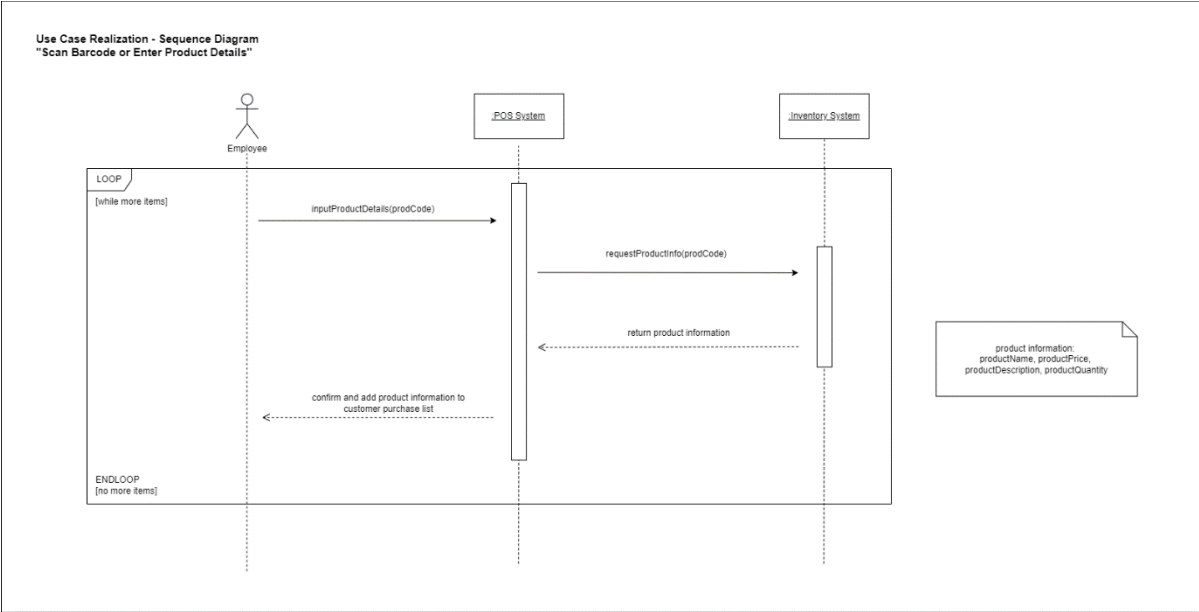 Use Case Realization - Sequence Diagram
"Scan Barcode or Enter Product Details"
Employee
:POS System
:Inventory System
LOOP
[while more items]
inputProductDetails(prodCode)
requestProductInfo(prodCode)
return product information
product information:
productName, productPrice,
productDescription, productQuantity
confirm and add product information to
customer purchase list
ENDLOOP
[no more items]